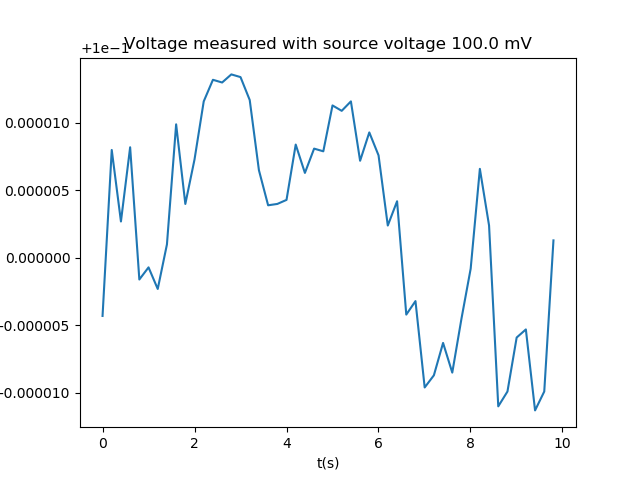 +1e−1
Voltage measured with source voltage 100.0 mV
0.000010
0.000005
0.000000
−0.000005
−0.000010
0 2 4 6 8 10
t(s)